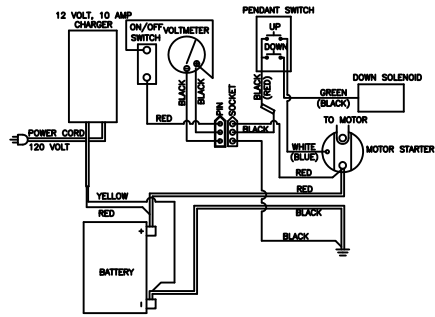 PENDANT SWITCH
12 VOLT, 10 AMP
CHARGER
ON/OFF
SWITCH
VOLTMETER
UP
DOWN
BLACK
(RED)
DOWN SOLENOID
GREEN
(BLACK)
BLACK
BLACK
PIN
SOCKET
RED
BLACK
TO MOTOR
POWER CORD
120 VOLT
WHITE
(BLUE)
MOTOR STARTER
RED
RED
YELLOW
RED
BLACK
BLACK
+
BATTERY
-